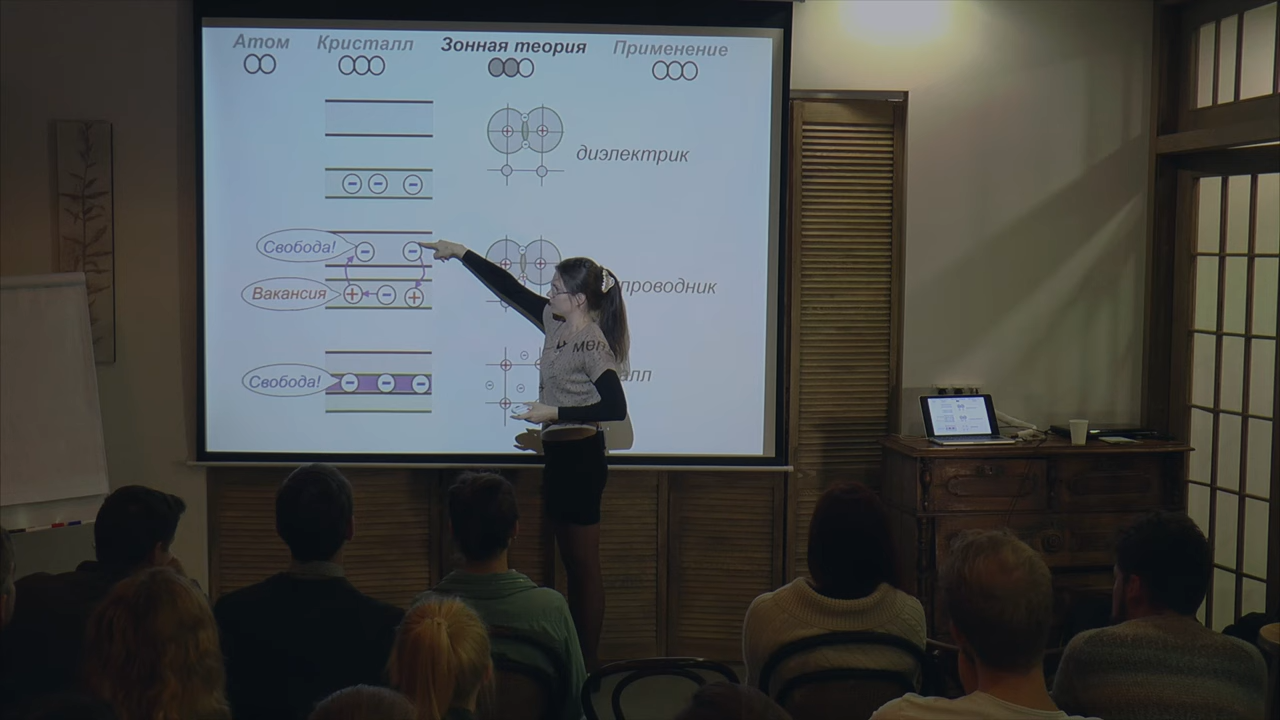 Атом Кристалл Зонная теория Применение
диэлектрик
Свобода!
Вакансия
проводник
Свобода!